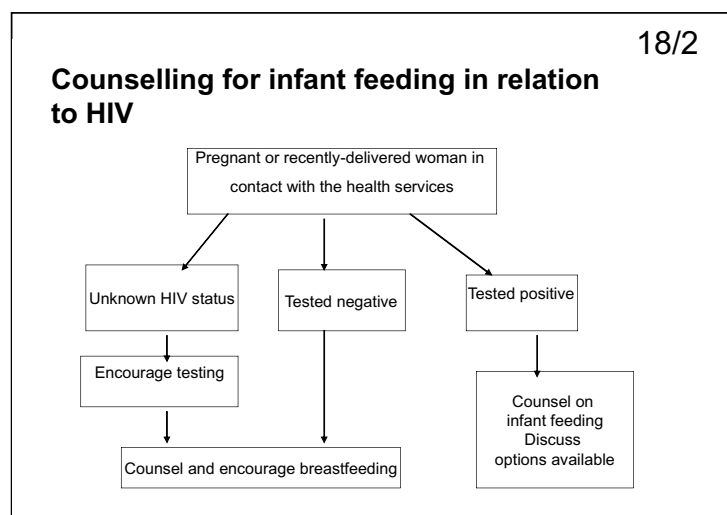 18/2
Counselling for infant feeding in relation
to HIV
Pregnant or recently-delivered woman in
contact with the health services
Unknown HIV status
Tested negative
Tested positive
Encourage testing
Counsel on
infant feeding
Discuss
options available
Counsel and encourage breastfeeding